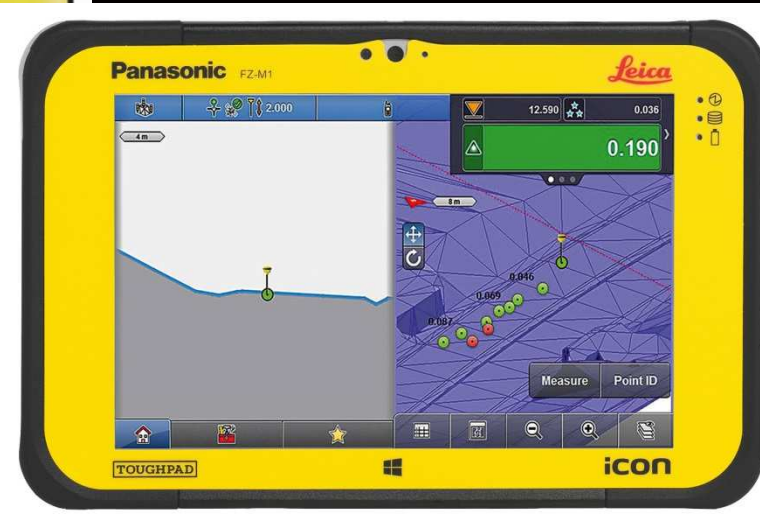 Panasonic FZ-M1
Leica
2.000
12.590
0.036
0.190
4 m
8 m
0.046
0.069
0.087
Measure
Point ID
TOUGHPAD
iCON